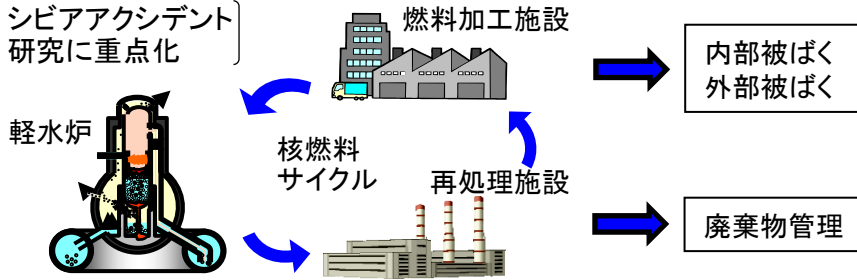 シビアアクシデント
研究に重点化
燃料加工施設
内部被ばく
外部被ばく
軽水炉
核燃料
サイクル
再処理施設
廃棄物管理